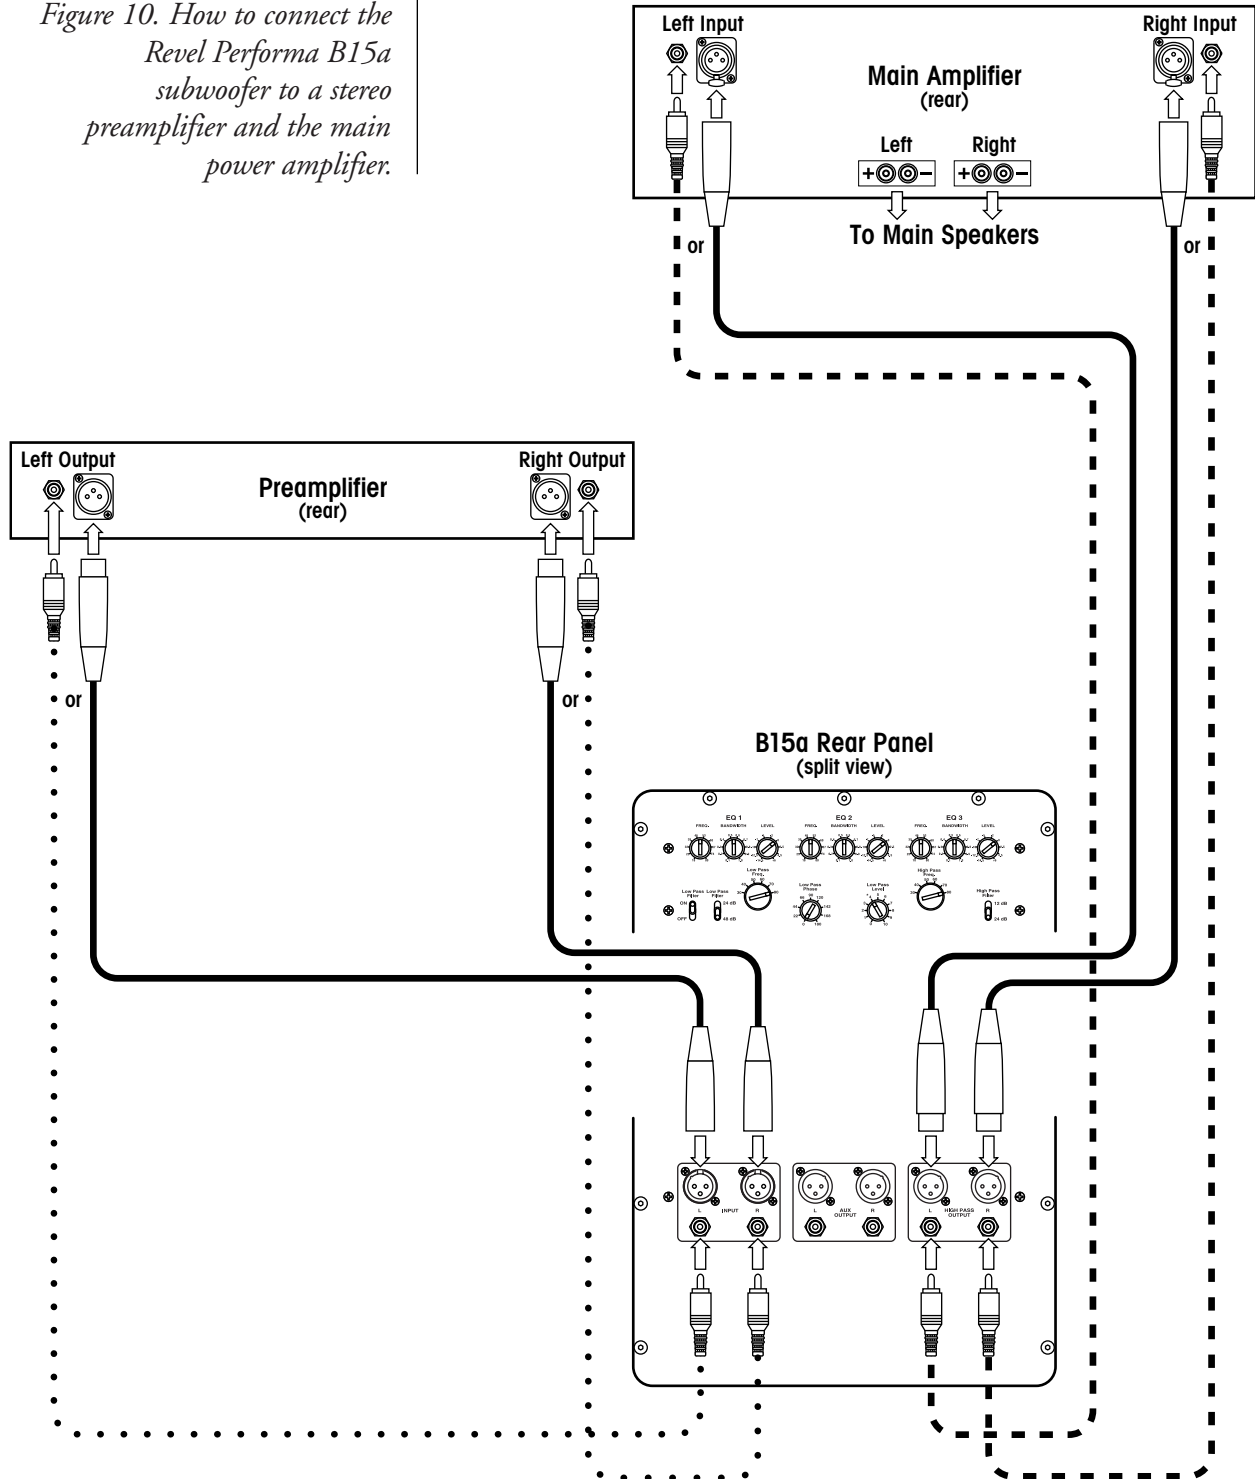 Figure 10. How to connect the
Revel Performa B15a
subwoofer to a stereo
preamplifier and the main
power amplifier.
Left Input
Right Input
Main Amplifier
(rear)
Left
Right
+ –
+ –
To Main Speakers
or
or
Left Output
Right Output
Preamplifier
(rear)
or
or
B15a Rear Panel
(split view)
EQ 1
EQ 2
EQ 3
FREQ. BANDWIDTH LEVEL
FREQ. BANDWIDTH LEVEL
FREQ. BANDWIDTH LEVEL
Low Pass
Filter
ON
OFF
Low Pass
Filter
24 dB
48 dB
Low Pass
Freq.
Low Pass
Phase
Low Pass
Level
High Pass
Freq.
High Pass
Filter
12 dB
24 dB
L INPUT R
L AUX OUTPUT R
L HIGH PASS OUTPUT R